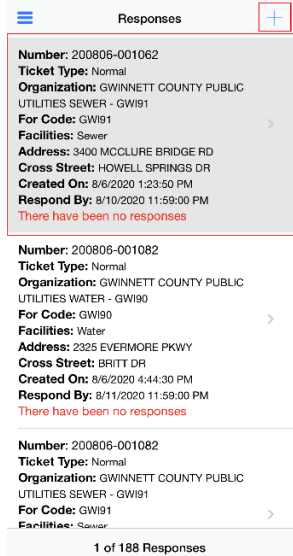 Responses
Number: 200806-001062
Ticket Type: Normal
Organization: GWINNETT COUNTY PUBLIC
UTILITIES SEWER - GWI91
For Code: GWI91
Facilities: Sewer
Address: 3400 MCCLURE BRIDGE RD
Cross Street: HOWELL SPRINGS DR
Created On: 8/6/2020 1:23:50 PM
Respond By: 8/10/2020 11:59:00 PM
There have been no responses
Number: 200806-001082
Ticket Type: Normal
Organization: GWINNETT COUNTY PUBLIC
UTILITIES WATER - GWI90
For Code: GWI90
Facilities: Water
Address: 2325 EVERMORE PKWY
Cross Street: BRITT DR
Created On: 8/6/2020 4:44:30 PM
Respond By: 8/11/2020 11:59:00 PM
There have been no responses
Number: 200806-001082
Ticket Type: Normal
Organization: GWINNETT COUNTY PUBLIC
UTILITIES SEWER - GWI91
For Code: GWI91
Facilities: Sewer
1 of 188 Responses